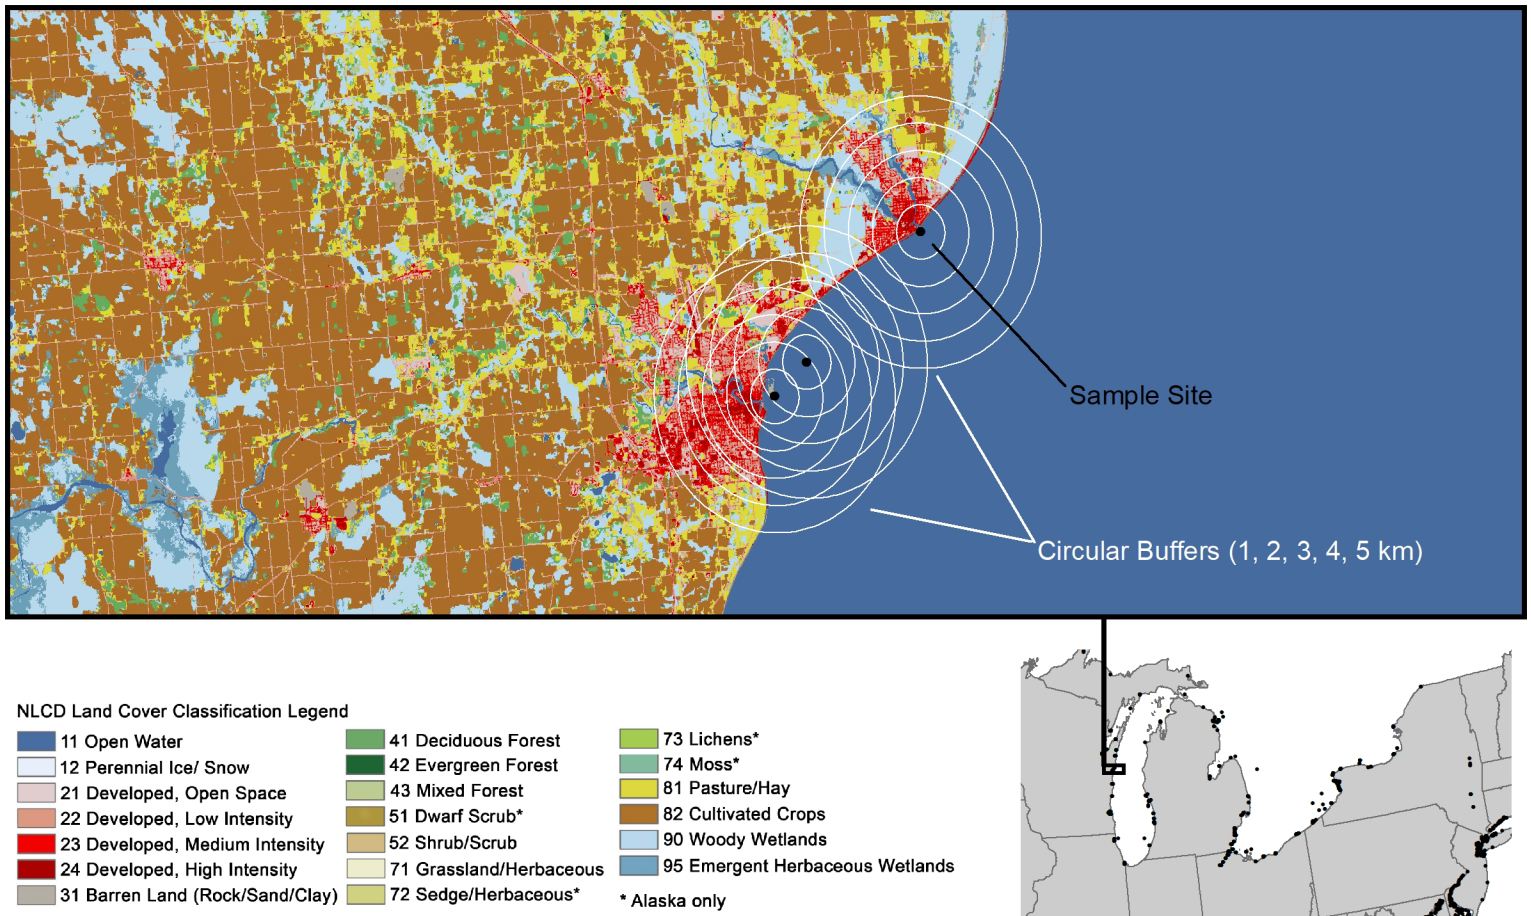 Sample Site
Circular Buffers (1, 2, 3, 4, 5 km)
NLCD Land Cover Classification Legend
11 Open Water
12 Perennial Ice/ Snow
21 Developed, Open Space
22 Developed, Low Intensity
23 Developed, Medium Intensity
24 Developed, High Intensity
31 Barren Land (Rock/Sand/Clay)
41 Deciduous Forest
42 Evergreen Forest
43 Mixed Forest
51 Dwarf Scrub*
52 Shrub/Scrub
71 Grassland/Herbaceous
72 Sedge/Herbaceous*
73 Lichens*
74 Moss*
81 Pasture/Hay
82 Cultivated Crops
90 Woody Wetlands
95 Emergent Herbaceous Wetlands
* Alaska only